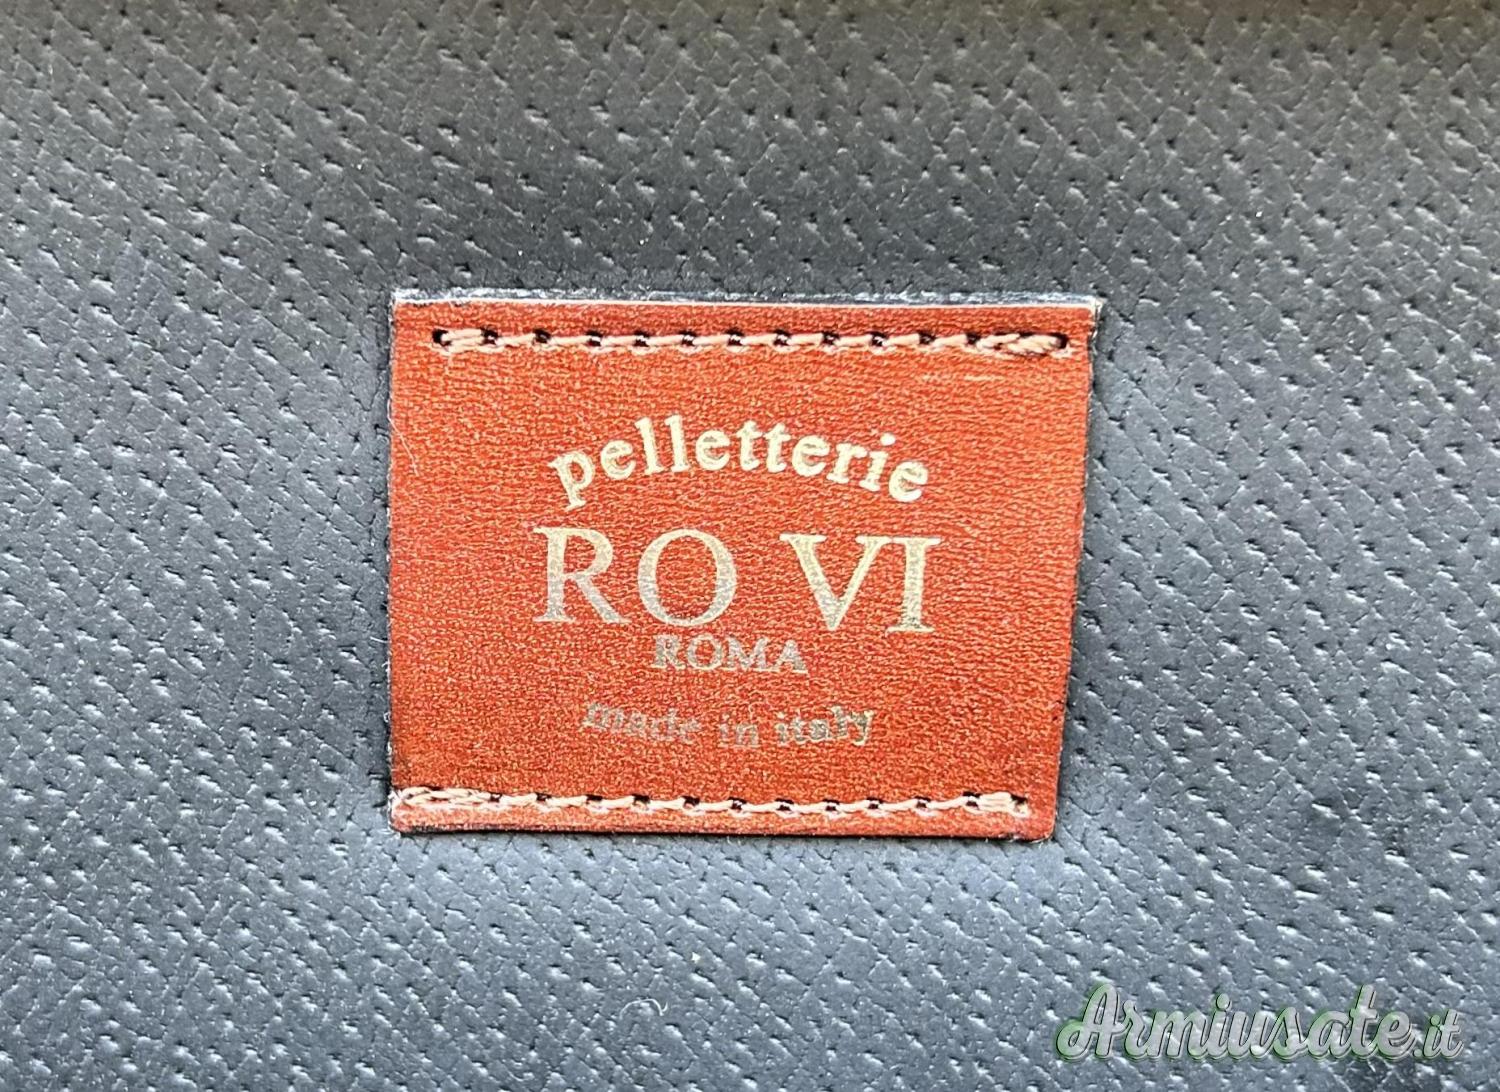 pelletterie
RO VI
ROMA
made in italy
Armiusate.it